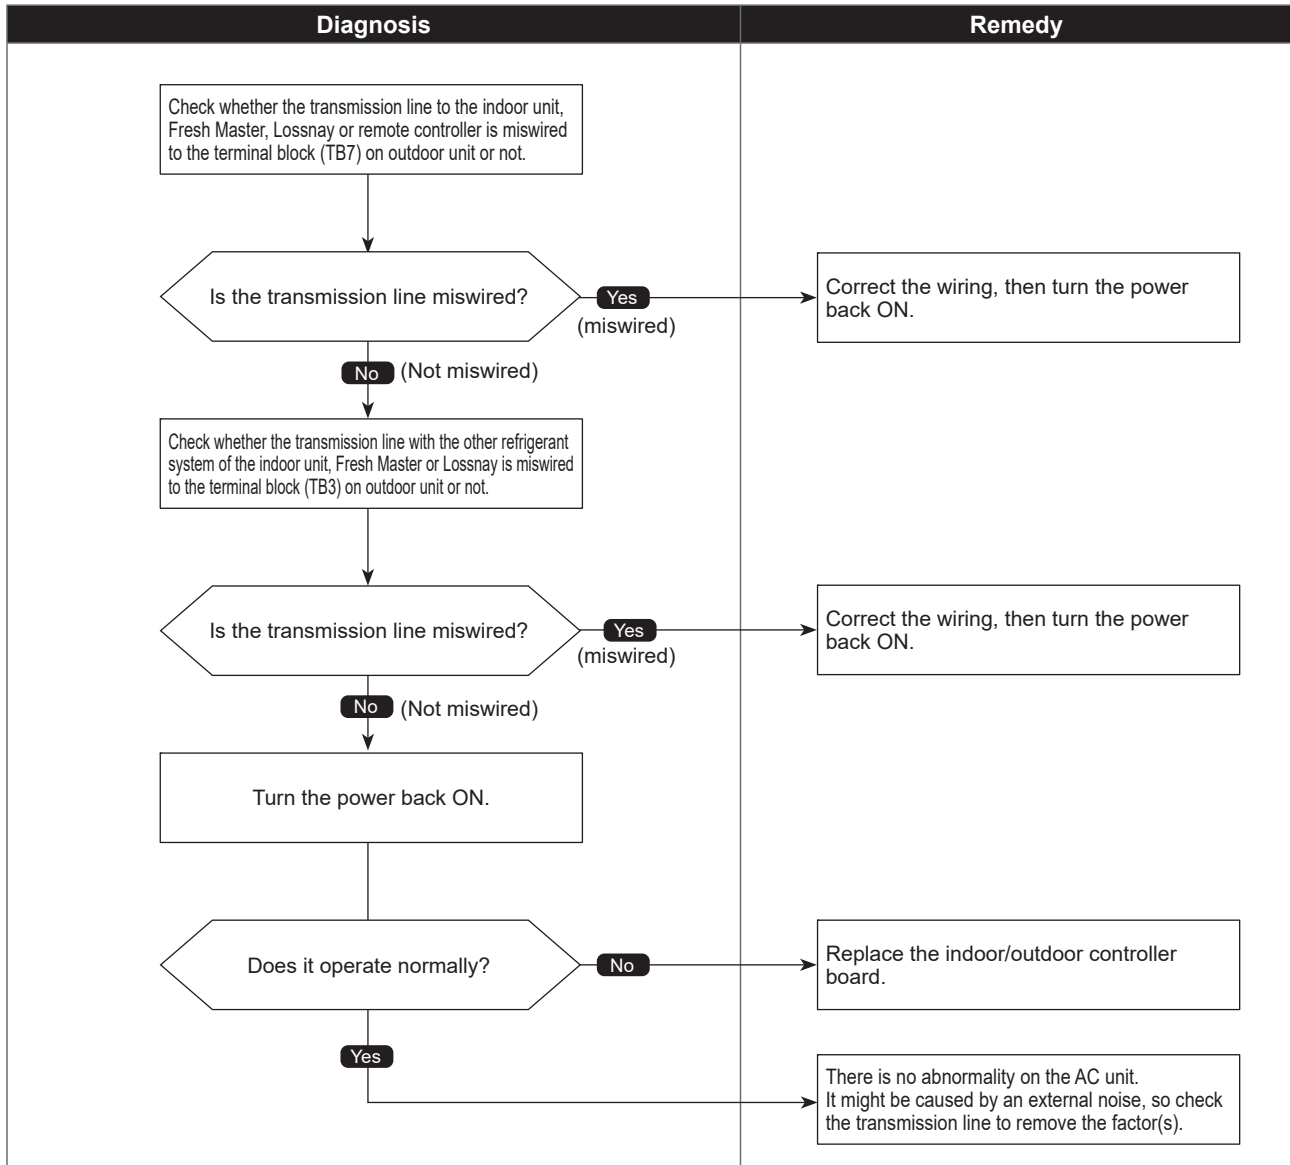 Diagnosis
Remedy
Check whether the transmission line to the indoor unit,
Fresh Master, Lossnay or remote controller is miswired
to the terminal block (TB7) on outdoor unit or not.
Is the transmission line miswired?
Yes
(miswired)
Correct the wiring, then turn the power
back ON.
No (Not miswired)
Check whether the transmission line with the other refrigerant
system of the indoor unit, Fresh Master or Lossnay is miswired
to the terminal block (TB3) on outdoor unit or not.
Is the transmission line miswired?
Yes
(miswired)
Correct the wiring, then turn the power
back ON.
No (Not miswired)
Turn the power back ON.
Does it operate normally?
No
Replace the indoor/outdoor controller
board.
Yes
There is no abnormality on the AC unit.
It might be caused by an external noise, so check
the transmission line to remove the factor(s).